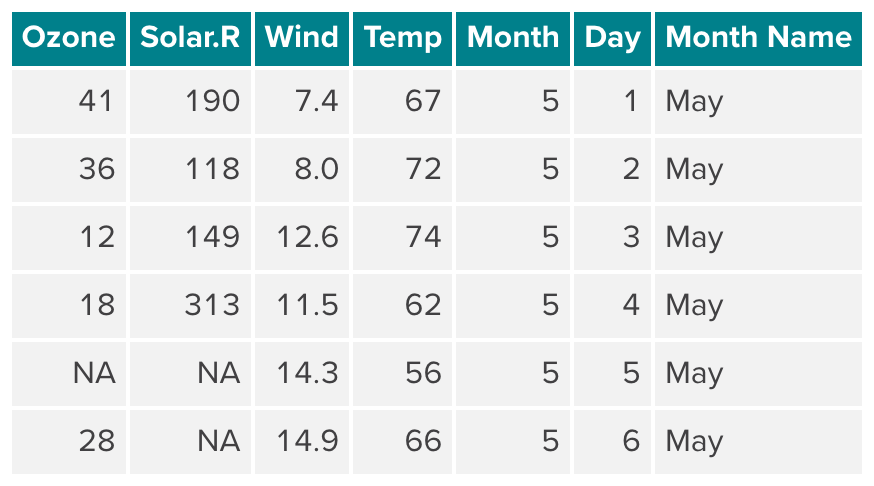 Ozone Solar.R Wind Temp Month Day Month Name
41 190 7.4 67 5 1 May
36 118 8.0 72 5 2 May
12 149 12.6 74 5 3 May
18 313 11.5 62 5 4 May
NA NA 14.3 56 5 5 May
28 NA 14.9 66 5 6 May